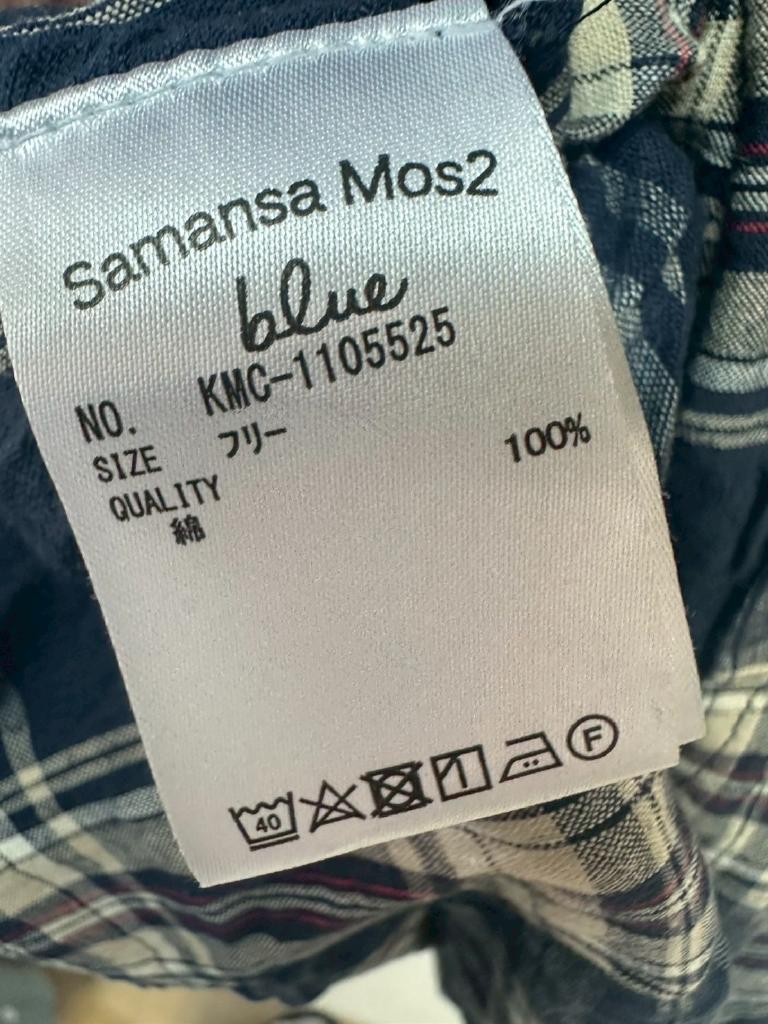 Samansa Mos2
blue
NO. KMC-1105525
SIZE フリー
QUALITY
綿 100%
40 F